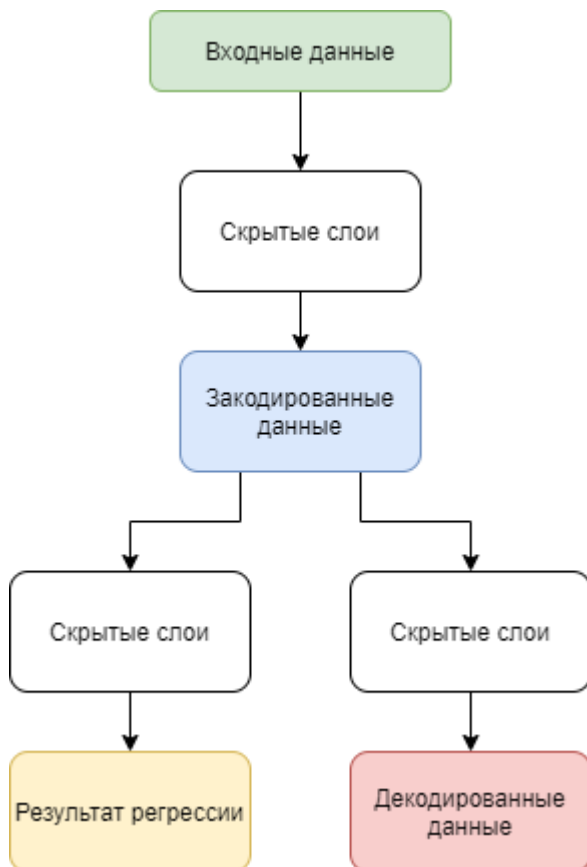 Входные данные
Скрытые слои
Закодированные
данные
Скрытые слои
Скрытые слои
Результат регрессии
Декодированные
данные